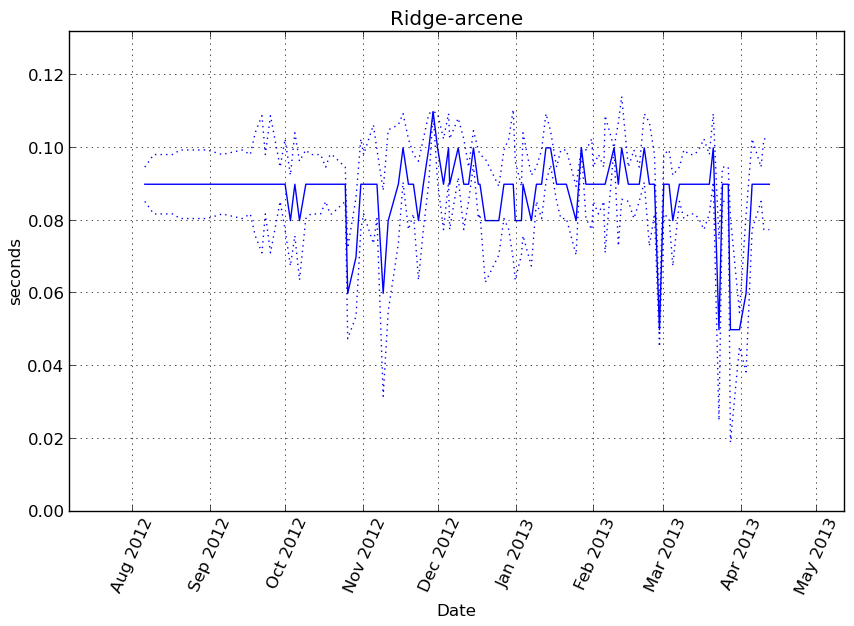 Ridge-arcene
0.12
0.10
0.08
0.06
0.04
0.02
0.00
seconds
Aug 2012
Sep 2012
Oct 2012
Nov 2012
Dec 2012
Jan 2013
Feb 2013
Mar 2013
Apr 2013
May 2013
Date